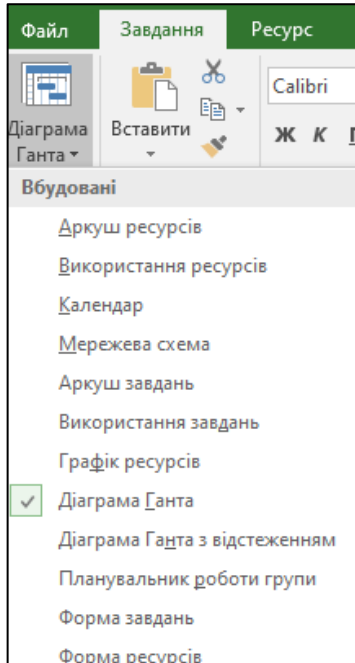 Файл Завдання Ресурс
Діаграма Ганта
Вставити
Calibri
Ж К
Вбудовані
Аркуш ресурсів
Використання ресурсів
Календар
Мережева схема
Аркуш завдань
Використання завдань
Графік ресурсів
Діаграма Ганта
Діаграма Ганта з відстеженням
Планувальник роботи групи
Форма завдань
Форма ресурсів